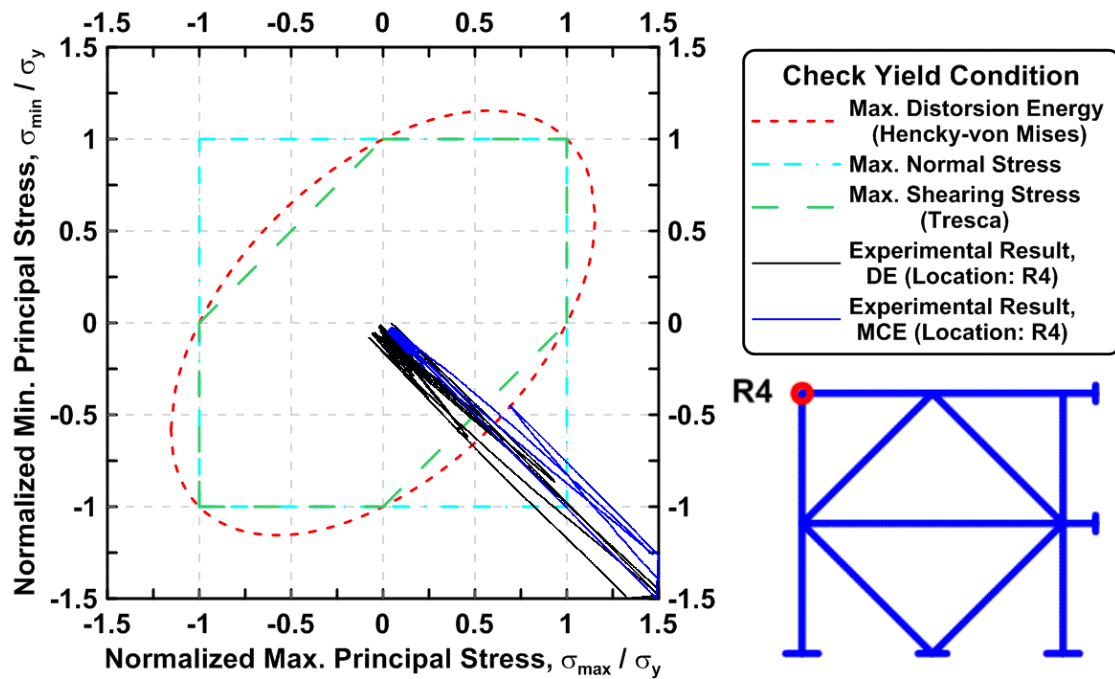 -1.5 -1 -0.5 0 0.5 1 1.5
1.5 1.5
1 1
0.5 0.5
0 0
-0.5 -0.5
-1 -1
-1.5 -1.5
-1.5 -1 -0.5 0 0.5 1 1.5
Normalized Min. Principal Stress, σmin / σy
Normalized Max. Principal Stress, σmax / σy
Check Yield Condition
Max. Distorsion Energy
(Hencky-von Mises)
Max. Normal Stress
Max. Shearing Stress
(Tresca)
Experimental Result,
DE (Location: R4)
Experimental Result,
MCE (Location: R4)
R4